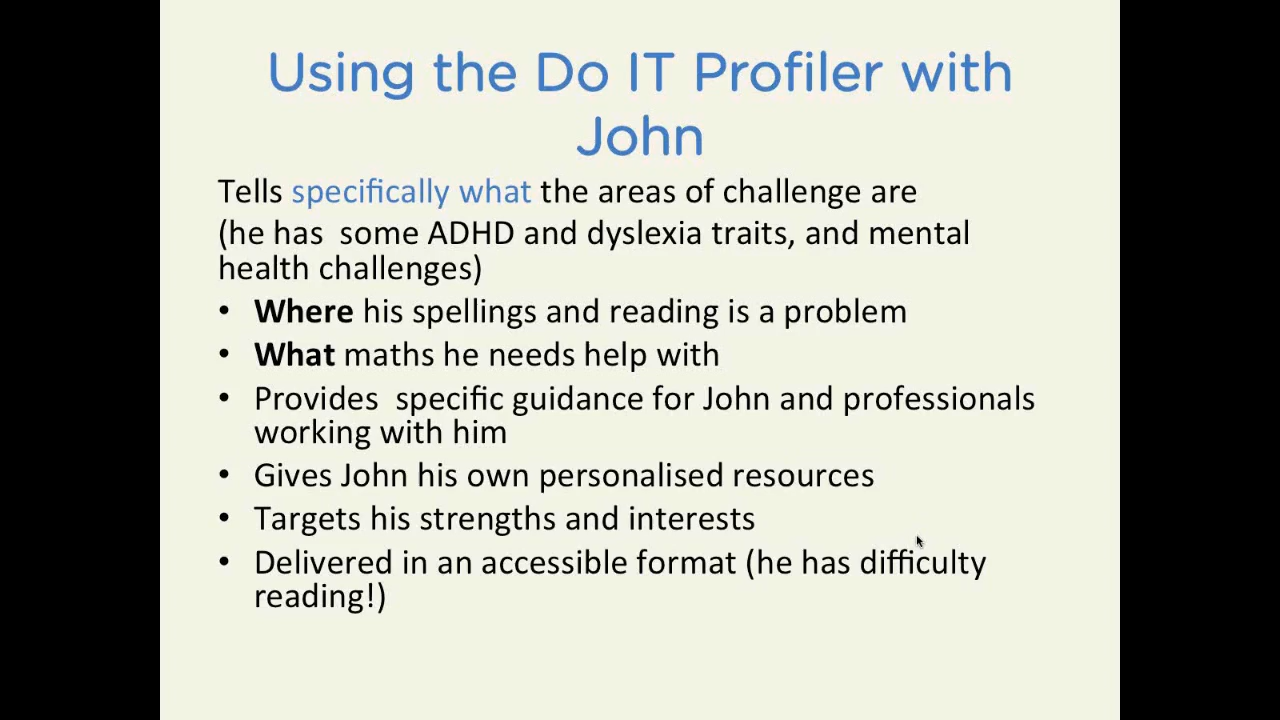 Using the Do IT Profiler with
John
Tells specifically what the areas of challenge are
(he has  some ADHD and dyslexia traits, and mental
health challenges)
• Where his spellings and reading is a problem
• What maths he needs help with
• Provides  specific guidance for John and professionals
working with him
• Gives John his own personalised resources
• Targets his strengths and interests
• Delivered in an accessible format (he has difficulty
reading!)